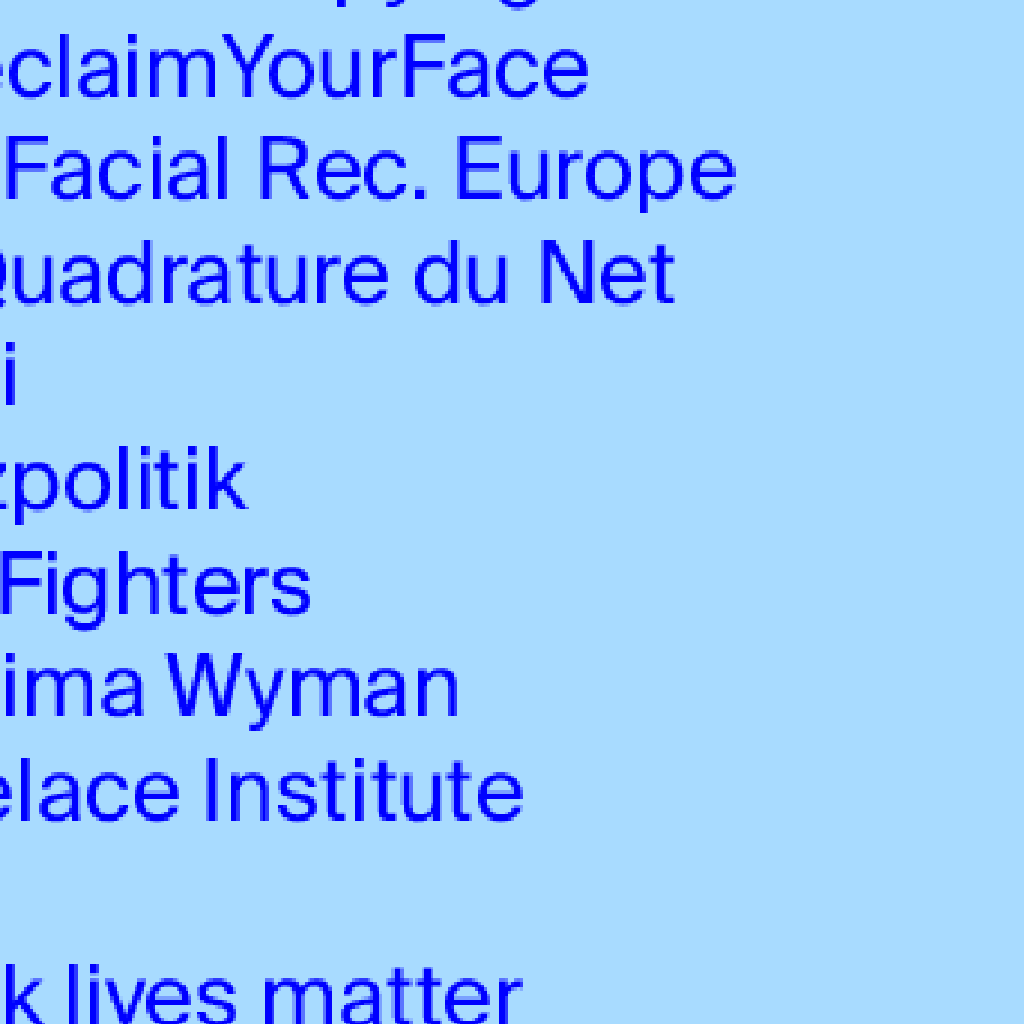 eclaimYourFace
Facial Rec. Europe
Quadrature du Net
i
zpolitik
Fighters
ima Wyman
elace Institute
k lives matter